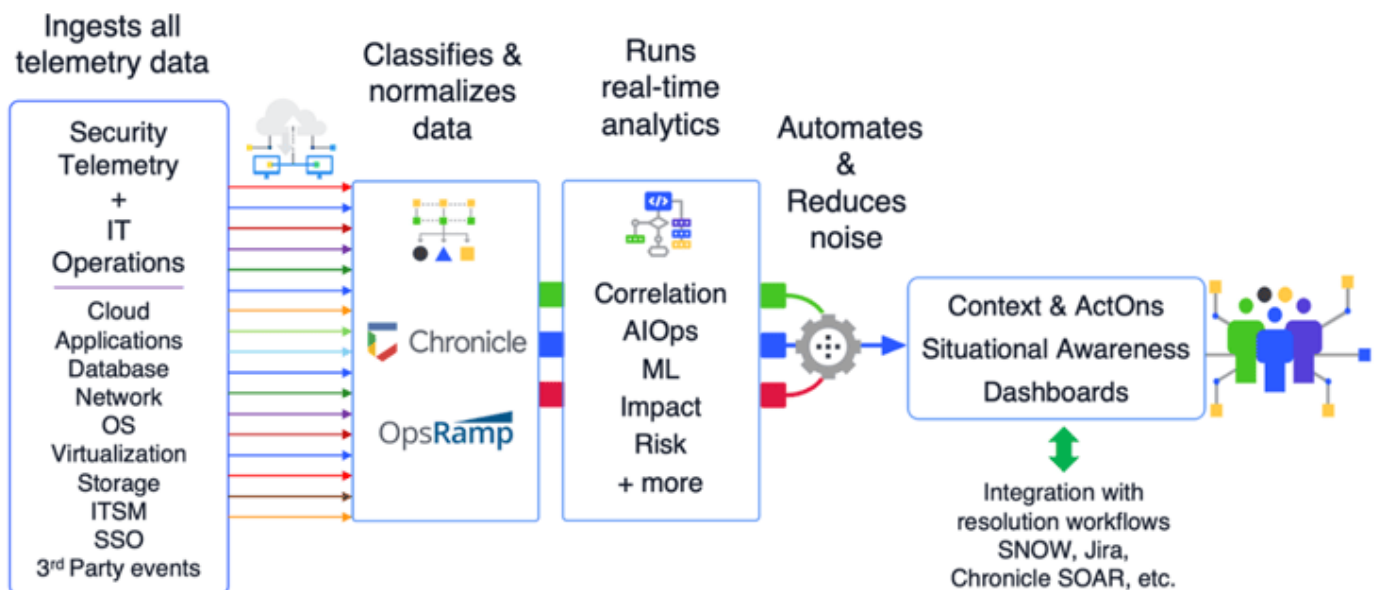 Ingests all
telemetry data
Security
Telemetry
+
IT
Operations
Cloud
Applications
Database
Network
OS
Virtualization
Storage
ITSM
SSO
3rd Party events
Classifies &
normalizes
data
Chronicle
OpsRamp
Runs
real-time
analytics
</>
Correlation
AIOps
ML
Impact
Risk
+ more
Automates
&
Reduces
noise
Context & ActOns
Situational Awareness
Dashboards
Integration with
resolution workflows
SNOW, Jira,
Chronicle SOAR, etc.